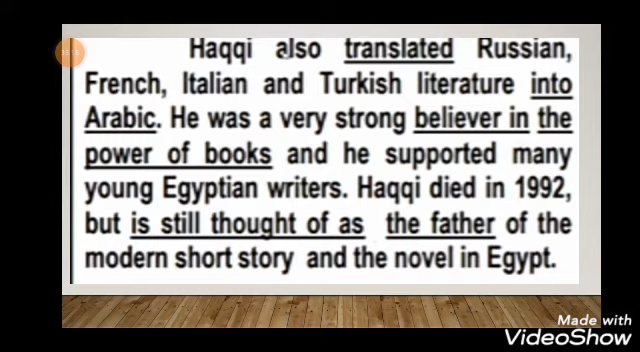 Haqqi also translated Russian,
French, Italian and Turkish literature into
Arabic. He was a very strong believer in the
power of books and he supported many
young Egyptian writers. Haqqi died in 1992,
but is still thought of as the father of the
modern short story and the novel in Egypt.
Made with
VideoShow